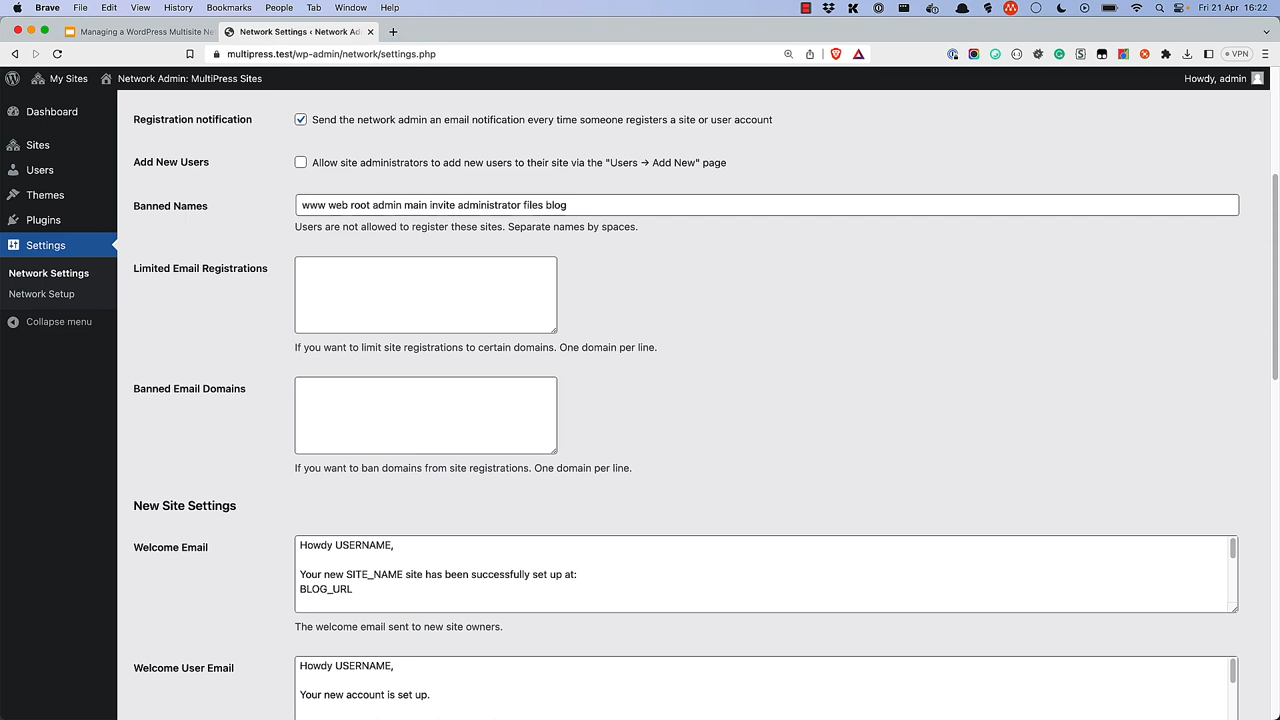 Brave File Edit View History Bookmarks People Tab Window Help Fri 21 Apr 16:22
Managing a WordPress Multisite Ne
Network Settings ‹ Network Ad
multipress.test/wp-admin/network/settings.php
VPN
My Sites Network Admin: MultiPress Sites Howdy, admin
Dashboard
Sites
Users
Themes
Plugins
Settings
Network Settings
Network Setup
Collapse menu
Registration notification
Send the network admin an email notification every time someone registers a site or user account
Add New Users
Allow site administrators to add new users to their site via the "Users → Add New" page
Banned Names
www web root admin main invite administrator files blog
Users are not allowed to register these sites. Separate names by spaces.
Limited Email Registrations
If you want to limit site registrations to certain domains. One domain per line.
Banned Email Domains
If you want to ban domains from site registrations. One domain per line.
New Site Settings
Welcome Email
Howdy USERNAME,
Your new SITE_NAME site has been successfully set up at:
BLOG_URL
The welcome email sent to new site owners.
Welcome User Email
Howdy USERNAME,
Your new account is set up.